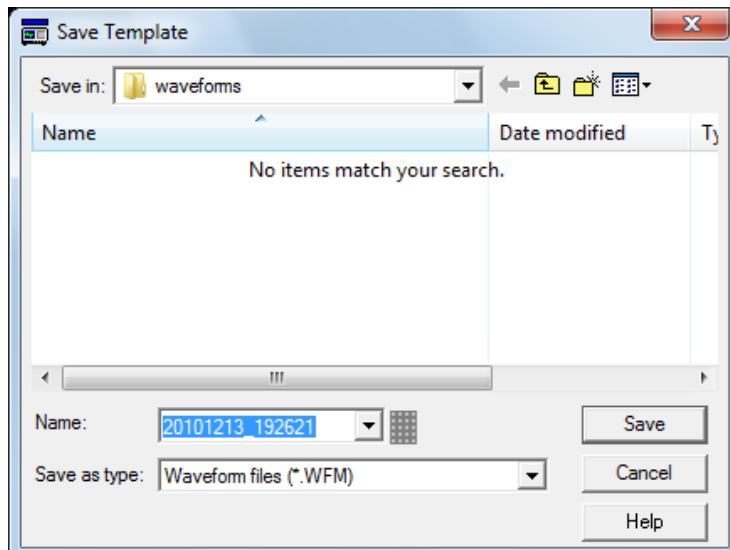 Save Template
Save in: waveforms
Name Date modified Ty
No items match your search.
Name: 20101213_192621 Save
Save as type: Waveform files (*.WFM) Cancel
Help